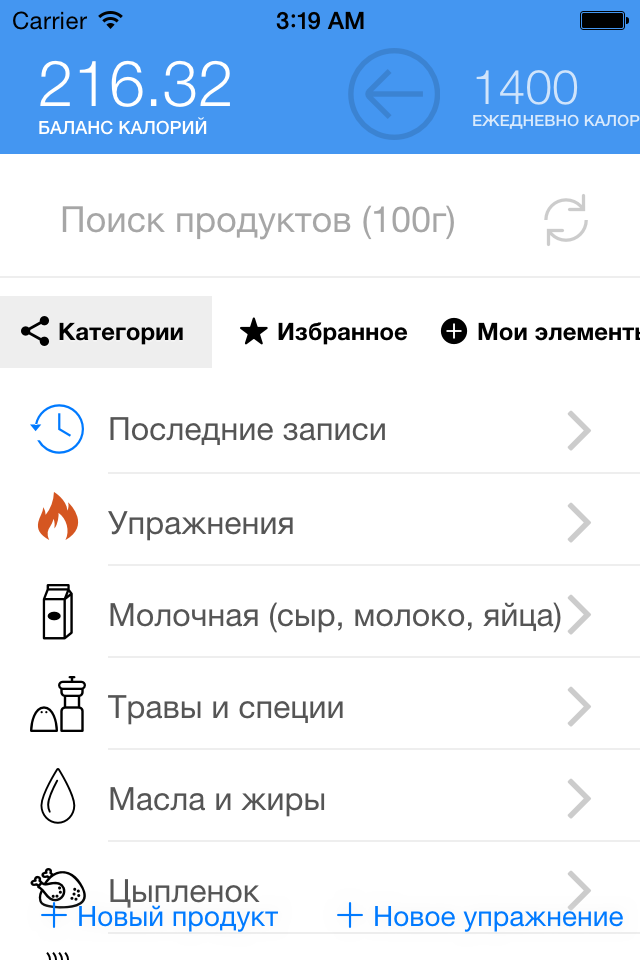 Carrier 3:19 AM
216.32 1400
БАЛАНС КАЛОРИЙ ЕЖЕДНЕВНО КАЛОР
Поиск продуктов (100г)
Категории Избранное Мои элементы
Последние записи
Упражнения
Молочная (сыр, молоко, яйца)
Травы и специи
Масла и жиры
Цыпленок
Новый продукт Новое упражнение